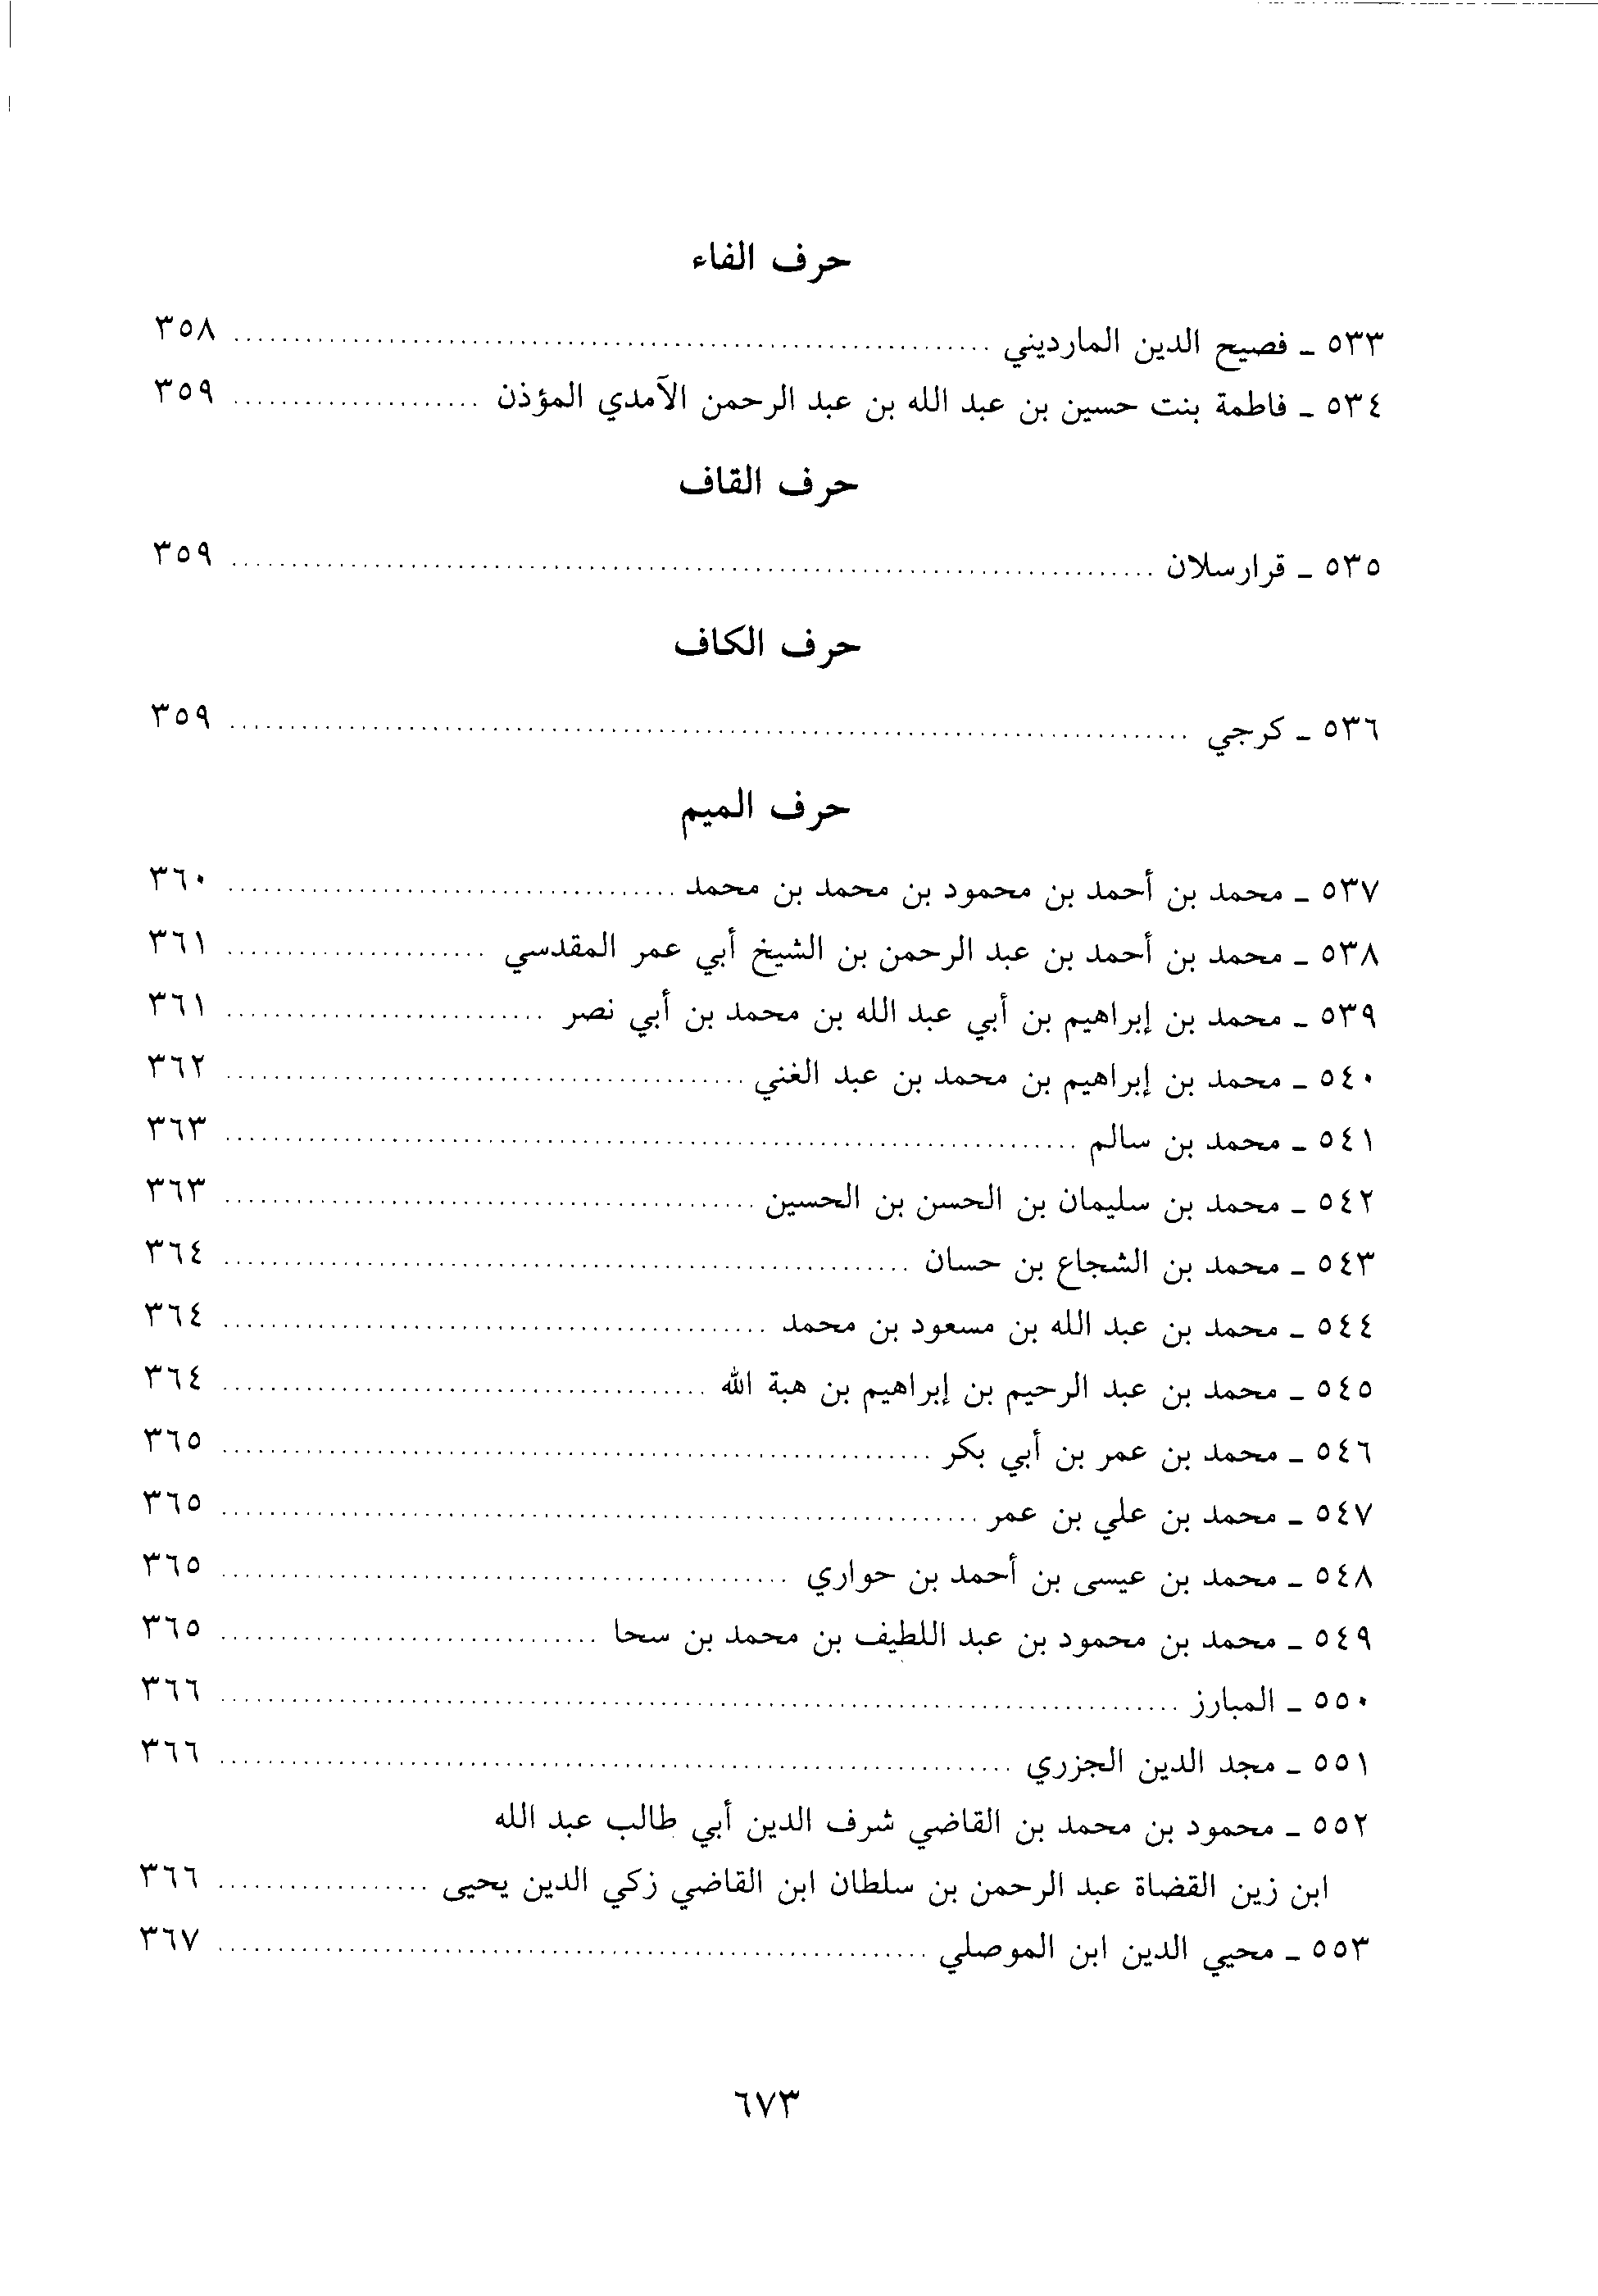 حرف الفاء
٥٣٣ ـ فصيح الدين المارديني ........ ٣٥٨
٥٣٤ ـ فاطمة بنت حسين بن عبد الله بن عبد الرحمن الآمدي المؤذن ........ ٣٥٩
حرف القاف
٥٣٥ ـ قرارسلان ........ ٣٥٩
حرف الكاف
٥٣٦ ـ كرجي ........ ٣٥٩
حرف الميم
٥٣٧ ـ محمد بن أحمد بن محمود بن محمد بن محمد ........ ٣٦٠
٥٣٨ ـ محمد بن أحمد بن عبد الرحمن بن الشيخ أبي عمر المقدسي ........ ٣٦١
٥٣٩ ـ محمد بن إبراهيم بن أبي عبد الله بن محمد بن أبي نصر ........ ٣٦١
٥٤٠ ـ محمد بن إبراهيم بن محمد بن عبد الغني ........ ٣٦٢
٥٤١ ـ محمد بن سالم ........ ٣٦٣
٥٤٢ ـ محمد بن سليمان بن الحسن بن الحسين ........ ٣٦٣
٥٤٣ ـ محمد بن الشجاع بن حسان ........ ٣٦٤
٥٤٤ ـ محمد بن عبد الله بن مسعود بن محمد ........ ٣٦٤
٥٤٥ ـ محمد بن عبد الرحيم بن إبراهيم بن هبة الله ........ ٣٦٤
٥٤٦ ـ محمد بن عمر بن أبي بكر ........ ٣٦٥
٥٤٧ ـ محمد بن علي بن عمر ........ ٣٦٥
٥٤٨ ـ محمد بن عيسى بن أحمد بن حواري ........ ٣٦٥
٥٤٩ ـ محمد بن محمود بن عبد اللطيف بن محمد بن سحا ........ ٣٦٥
٥٥٠ ـ المبارز ........ ٣٦٦
٥٥١ ـ مجد الدين الجزري ........ ٣٦٦
٥٥٢ ـ محمود بن محمد بن القاضي شرف الدين أبي طالب عبد الله
ابن زين القضاة عبد الرحمن بن سلطان ابن القاضي زكي الدين يحيى ........ ٣٦٦
٥٥٣ ـ محيي الدين ابن الموصلي ........ ٣٦٧
٦٧٣